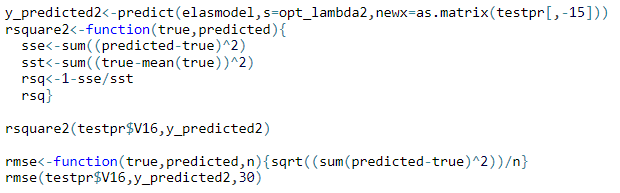 y_predicted2<-predict(elasmodel,s=opt_lambda2,newx=as.matrix(testpr[,-15]))
rsquare2<-function(true,predicted){
  sse<-sum((predicted-true)^2)
  sst<-sum((true-mean(true))^2)
  rsq<-1-sse/sst
  rsq}
rsquare2(testpr$V16,y_predicted2)
rmse<-function(true,predicted,n){sqrt((sum(predicted-true)^2))/n}
rmse(testpr$V16,y_predicted2,30)